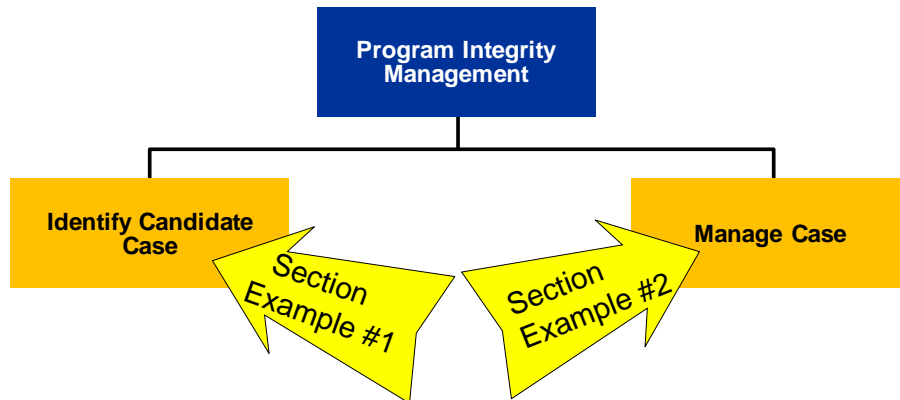 Program Integrity
Management
Identify Candidate
Case
Manage Case
Section
Example #1
Section
Example #2